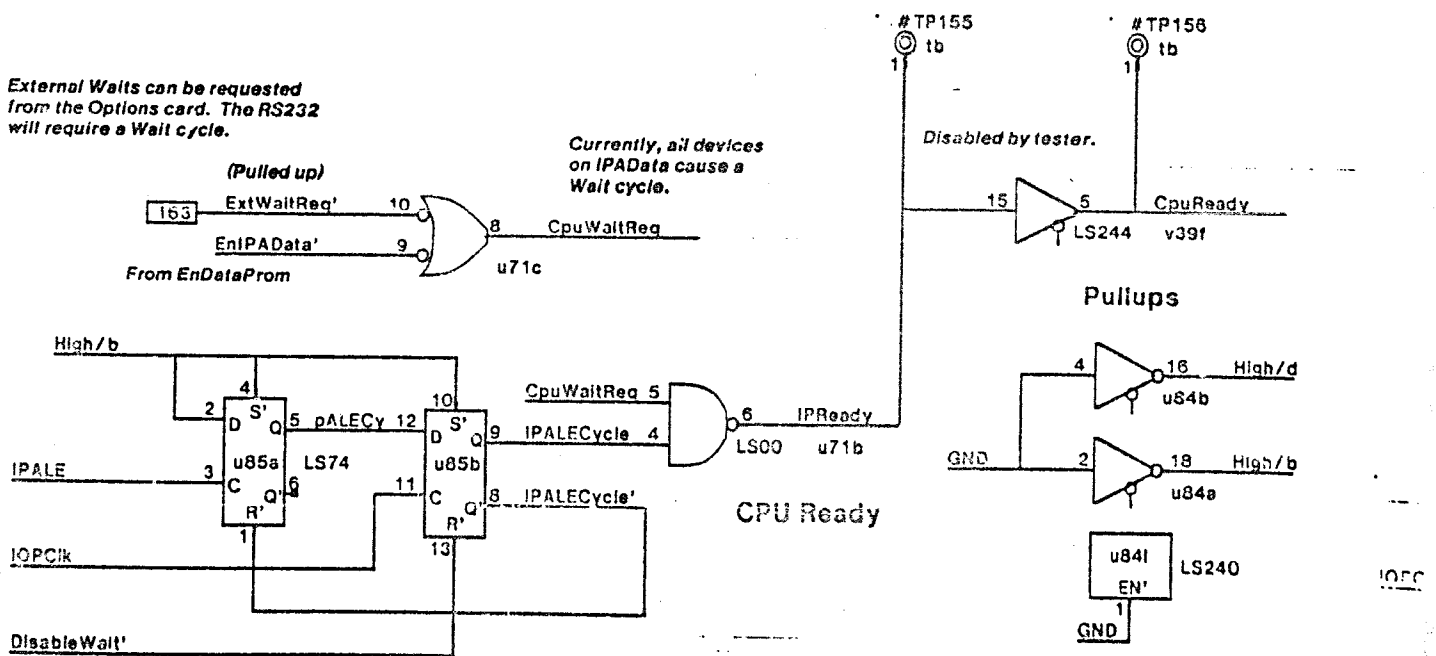 #TP155
tb
1
#TP156
tb
1
External Waits can be requested
from the Options card. The RS232
will require a Wait cycle.
Currently, all devices
on IPAData cause a
Wait cycle.
Disabled by tester.
(Pulled up)
163
ExtWaitReq'
10
8
CpuWaitReq
EnIPAData'
9
u71c
From EnDataProm
15
5
CpuReady
LS244
v39f
Pullups
High/b
4
2
D
S'
Q
5
pALECy
12
u85a
LS74
IPALE
3
C
Q'
6
R'
1
10
D
S'
Q
9
IPALECycle
u85b
11
C
Q'
8
IPALECycle'
R'
13
CpuWaitReq
5
4
6
IPReady
LS00
u71b
CPU Ready
IOPClk
DisableWait'
4
16
High/d
u84b
GND
2
18
High/b
u84a
u84i
LS240
EN'
1
GND